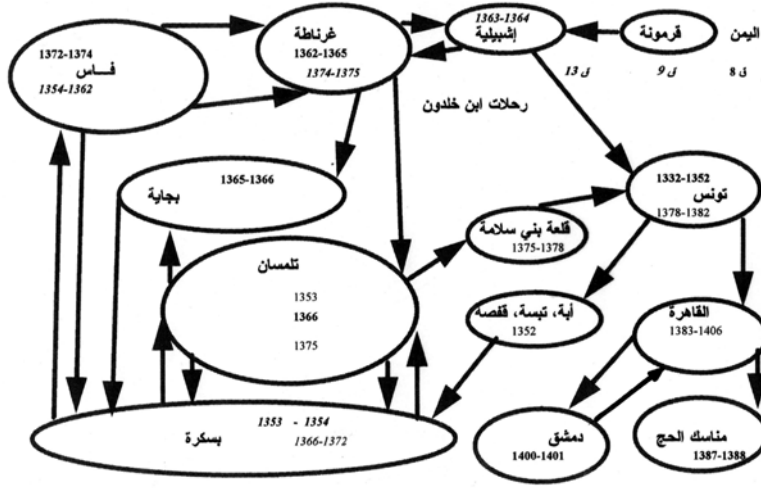 اليمن
ق 8
قرمونة
ق 9
1363-1364
إشبيلية
ق 13
غرناطة
1362-1365
1374-1375
1372-1374
فـــاس
1354-1362
رحلات ابن خلدون
1332-1352
تونس
1378-1382
1365-1366
بجاية
قلعة بني سلامة
1375-1378
تلمسان
1353
1366
1375
أبة، تبسة، قفصه
1352
القاهرة
1383-1406
1353 - 1354
بسكرة
1366-1372
دمشق
1400-1401
مناسك الحج
1387-1388